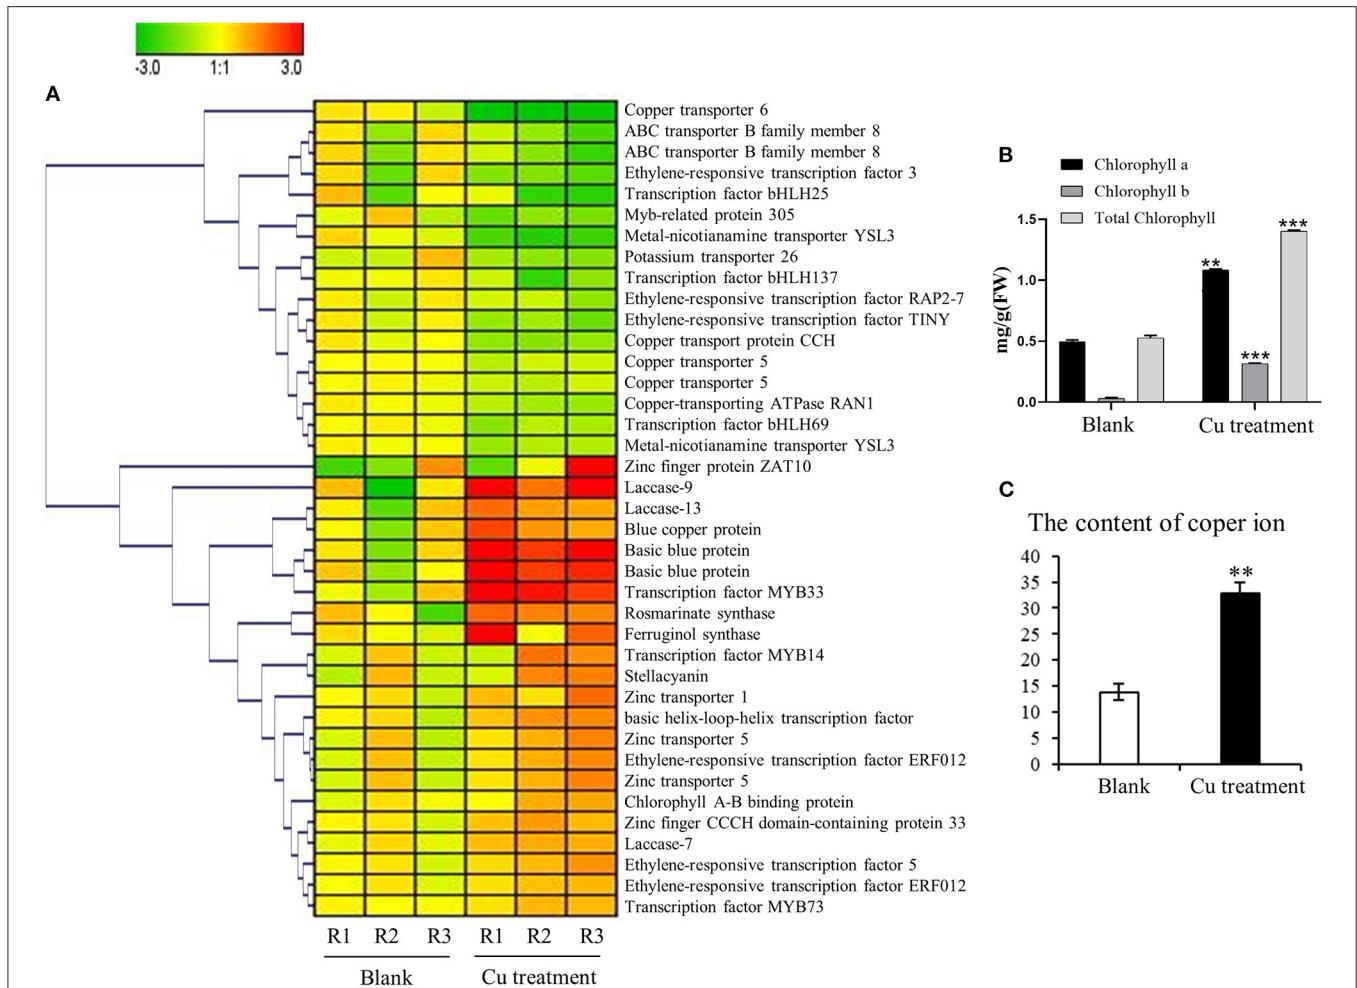 -3.0 1:1 3.0
A
Copper transporter 6
ABC transporter B family member 8
ABC transporter B family member 8
Ethylene-responsive transcription factor 3
Transcription factor bHLH25
Myb-related protein 305
Metal-nicotianamine transporter YSL3
Potassium transporter 26
Transcription factor bHLH137
Ethylene-responsive transcription factor RAP2-7
Ethylene-responsive transcription factor TINY
Copper transport protein CCH
Copper transporter 5
Copper transporter 5
Copper-transporting ATPase RAN1
Transcription factor bHLH69
Metal-nicotianamine transporter YSL3
Zinc finger protein ZAT10
Laccase-9
Laccase-13
Blue copper protein
Basic blue protein
Basic blue protein
Transcription factor MYB33
Rosmarinate synthase
Ferruginol synthase
Transcription factor MYB14
Stellacyanin
Zinc transporter 1
basic helix-loop-helix transcription factor
Zinc transporter 5
Ethylene-responsive transcription factor ERF012
Zinc transporter 5
Chlorophyll A-B binding protein
Zinc finger CCCH domain-containing protein 33
Laccase-7
Ethylene-responsive transcription factor 5
Ethylene-responsive transcription factor ERF012
Transcription factor MYB73
R1 R2 R3 R1 R2 R3
Blank Cu treatment
B
Chlorophyll a
Chlorophyll b
Total Chlorophyll
mg/g(FW)
1.5
1.0
0.5
0.0
**
***
***
Blank Cu treatment
C
The content of coper ion
40
35
30
25
20
15
10
5
0
**
Blank Cu treatment